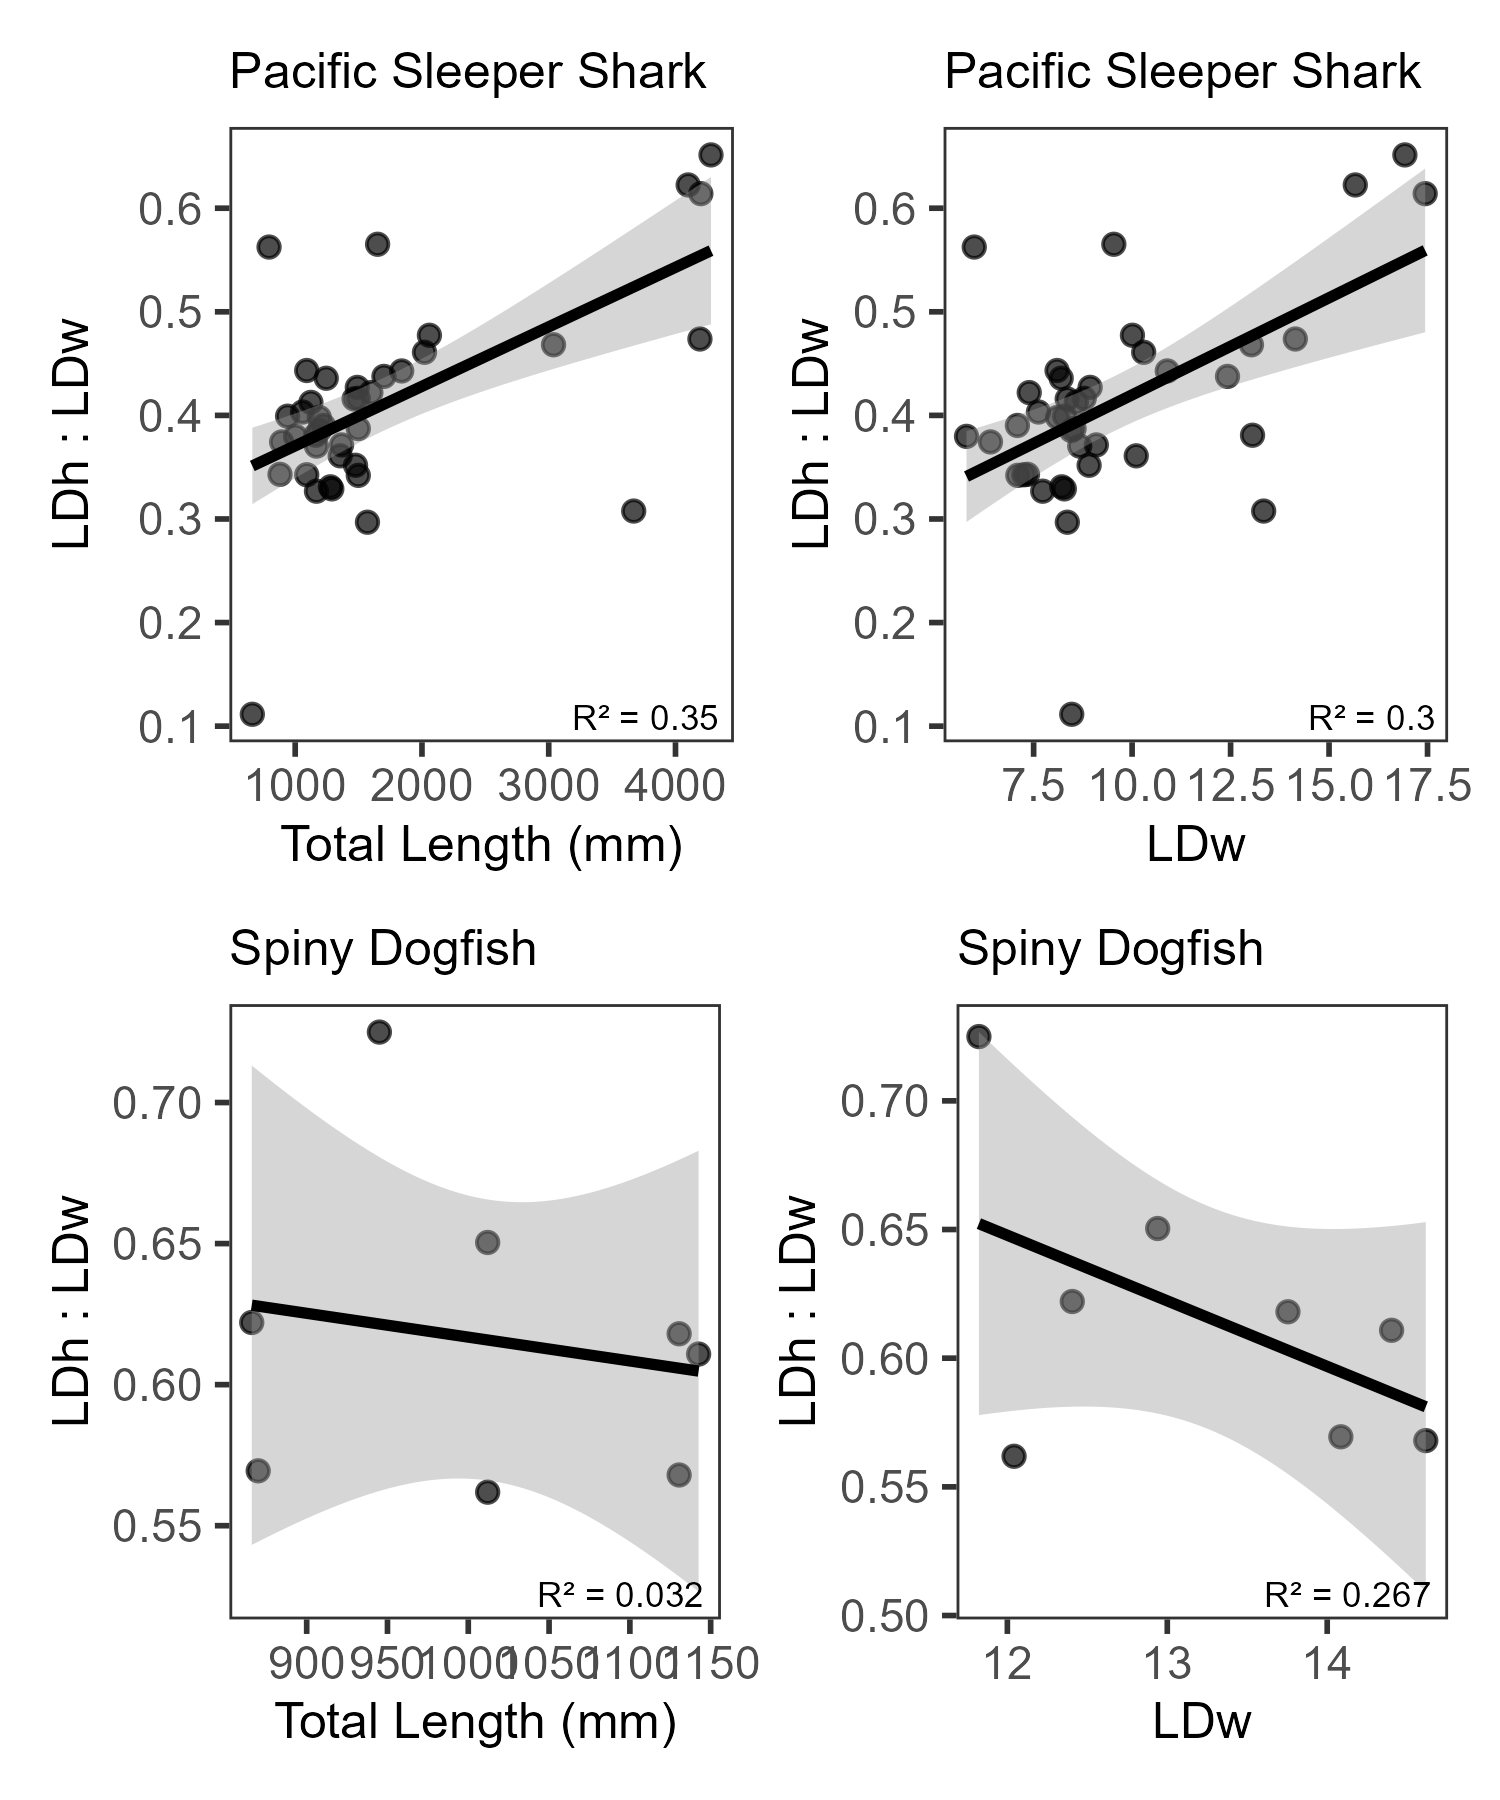 Pacific Sleeper Shark
LDh : LDw
0.6
0.5
0.4
0.3
0.2
0.1
R² = 0.35
1000 2000 3000 4000
Total Length (mm)
Pacific Sleeper Shark
LDh : LDw
0.6
0.5
0.4
0.3
0.2
0.1
R² = 0.3
7.5 10.0 12.5 15.0 17.5
LDw
Spiny Dogfish
LDh : LDw
0.70
0.65
0.60
0.55
R² = 0.032
900 950 1000 1050 1100 1150
Total Length (mm)
Spiny Dogfish
LDh : LDw
0.70
0.65
0.60
0.55
0.50
R² = 0.267
12 13 14
LDw